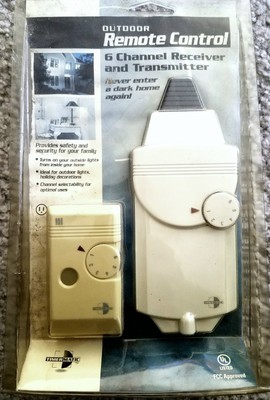 OUTDOOR
Remote Control
6 Channel Receiver
and Transmitter
Never enter
a dark home
again!
Provides safety and
security for your family
• Turns on your outside lights
from inside your home
• Ideal for outdoor lights,
holiday decorations
• Channel selectability for
optimal uses
UL
LISTED
FCC Approved